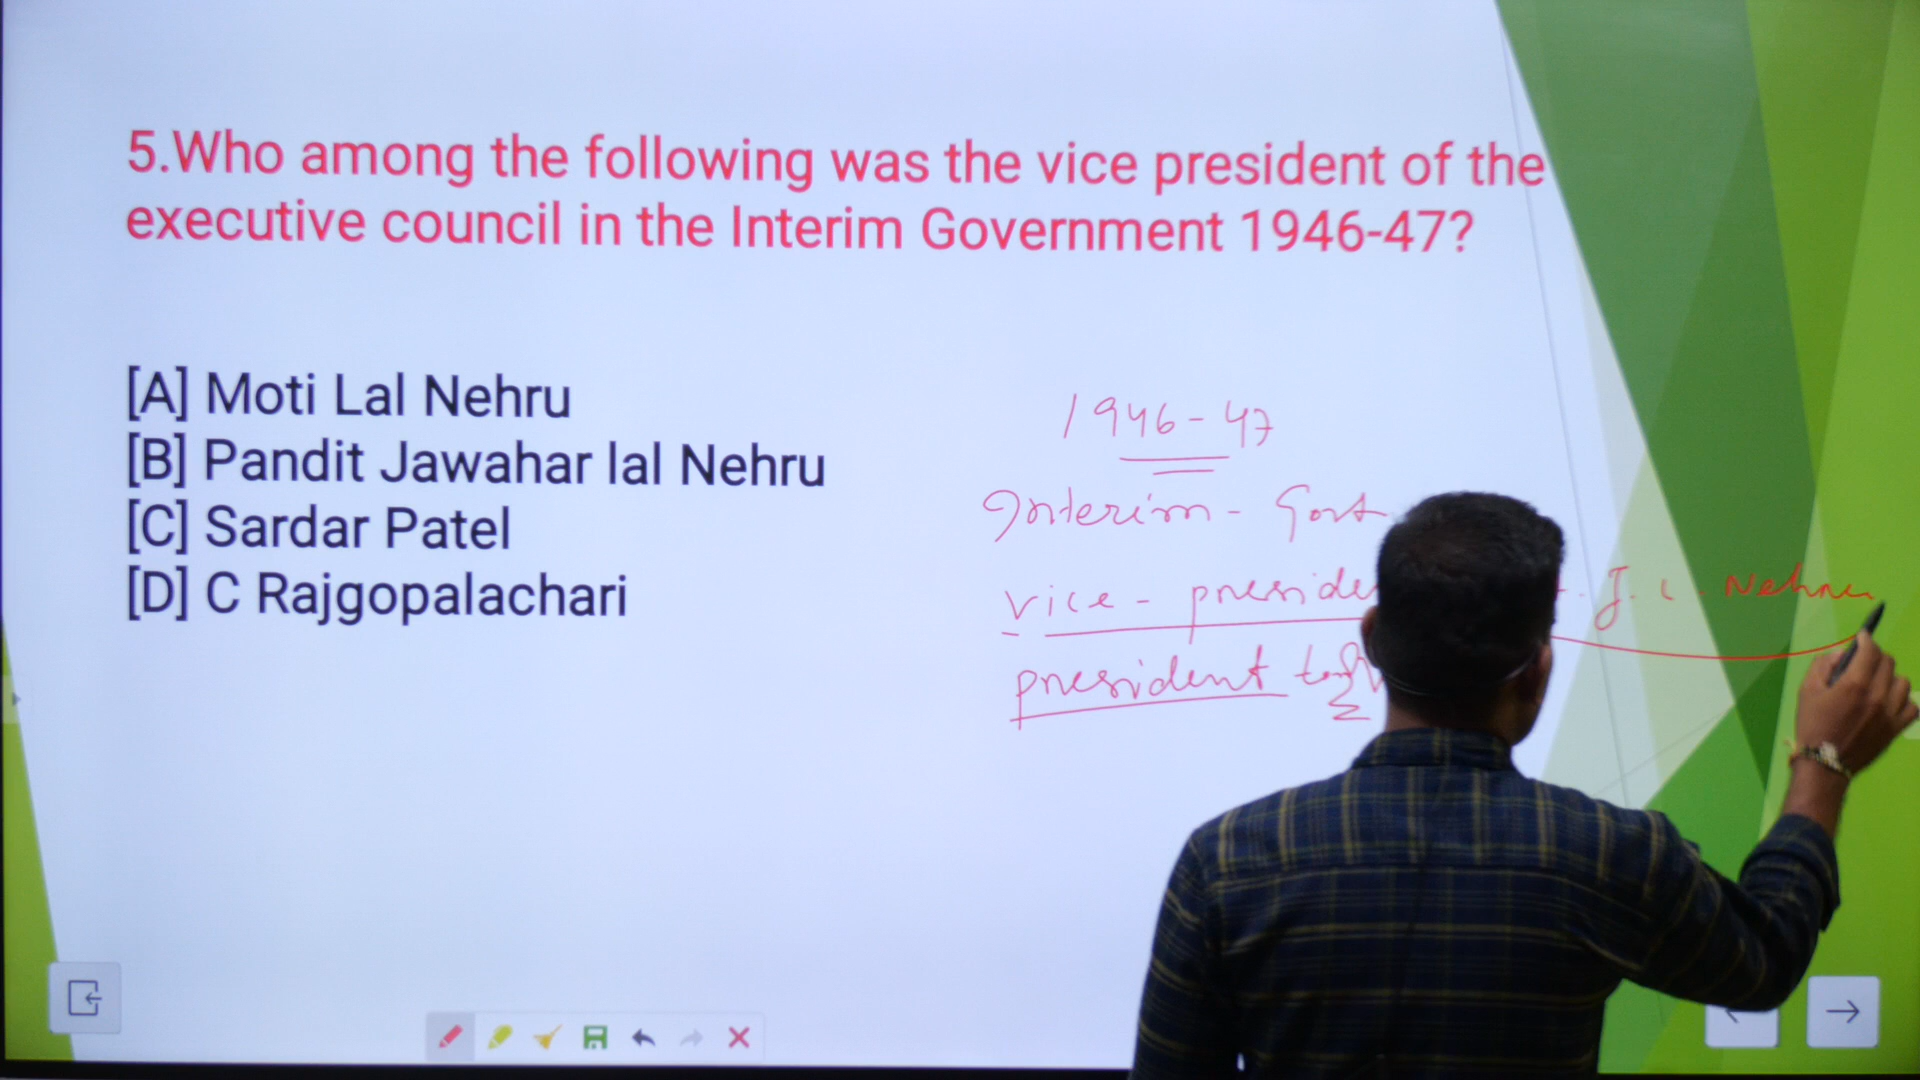 5.Who among the following was the vice president of the
executive council in the Interim Government 1946-47?
[A] Moti Lal Nehru
[B] Pandit Jawahar lal Nehru
[C] Sardar Patel
[D] C Rajgopalachari
1946-47
Interim - Govt
vice - preside J. L. Nehru
president